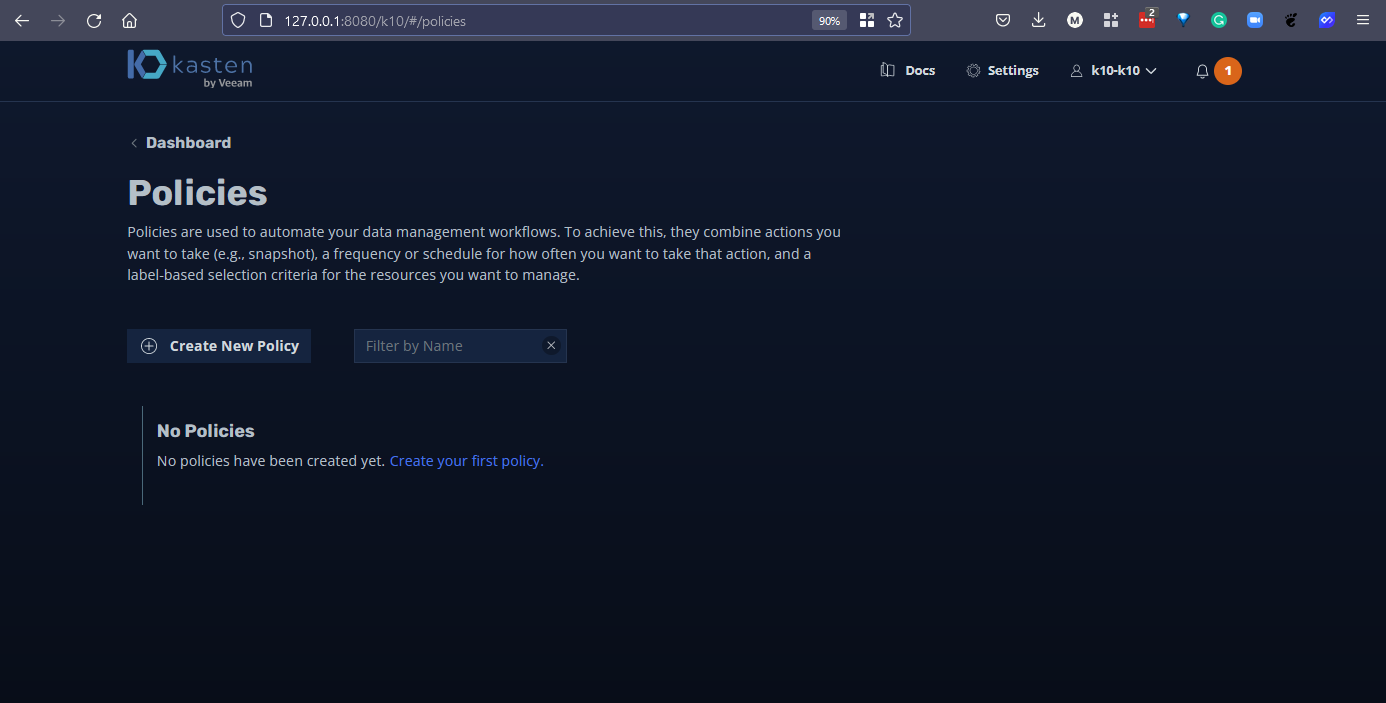 127.0.0.1:8080/k10/#/policies 90% 2
kasten
by Veeam
Docs Settings k10-k10 1
Dashboard
Policies
Policies are used to automate your data management workflows. To achieve this, they combine actions you
want to take (e.g., snapshot), a frequency or schedule for how often you want to take that action, and a
label-based selection criteria for the resources you want to manage.
Create New Policy Filter by Name
No Policies
No policies have been created yet. Create your first policy.